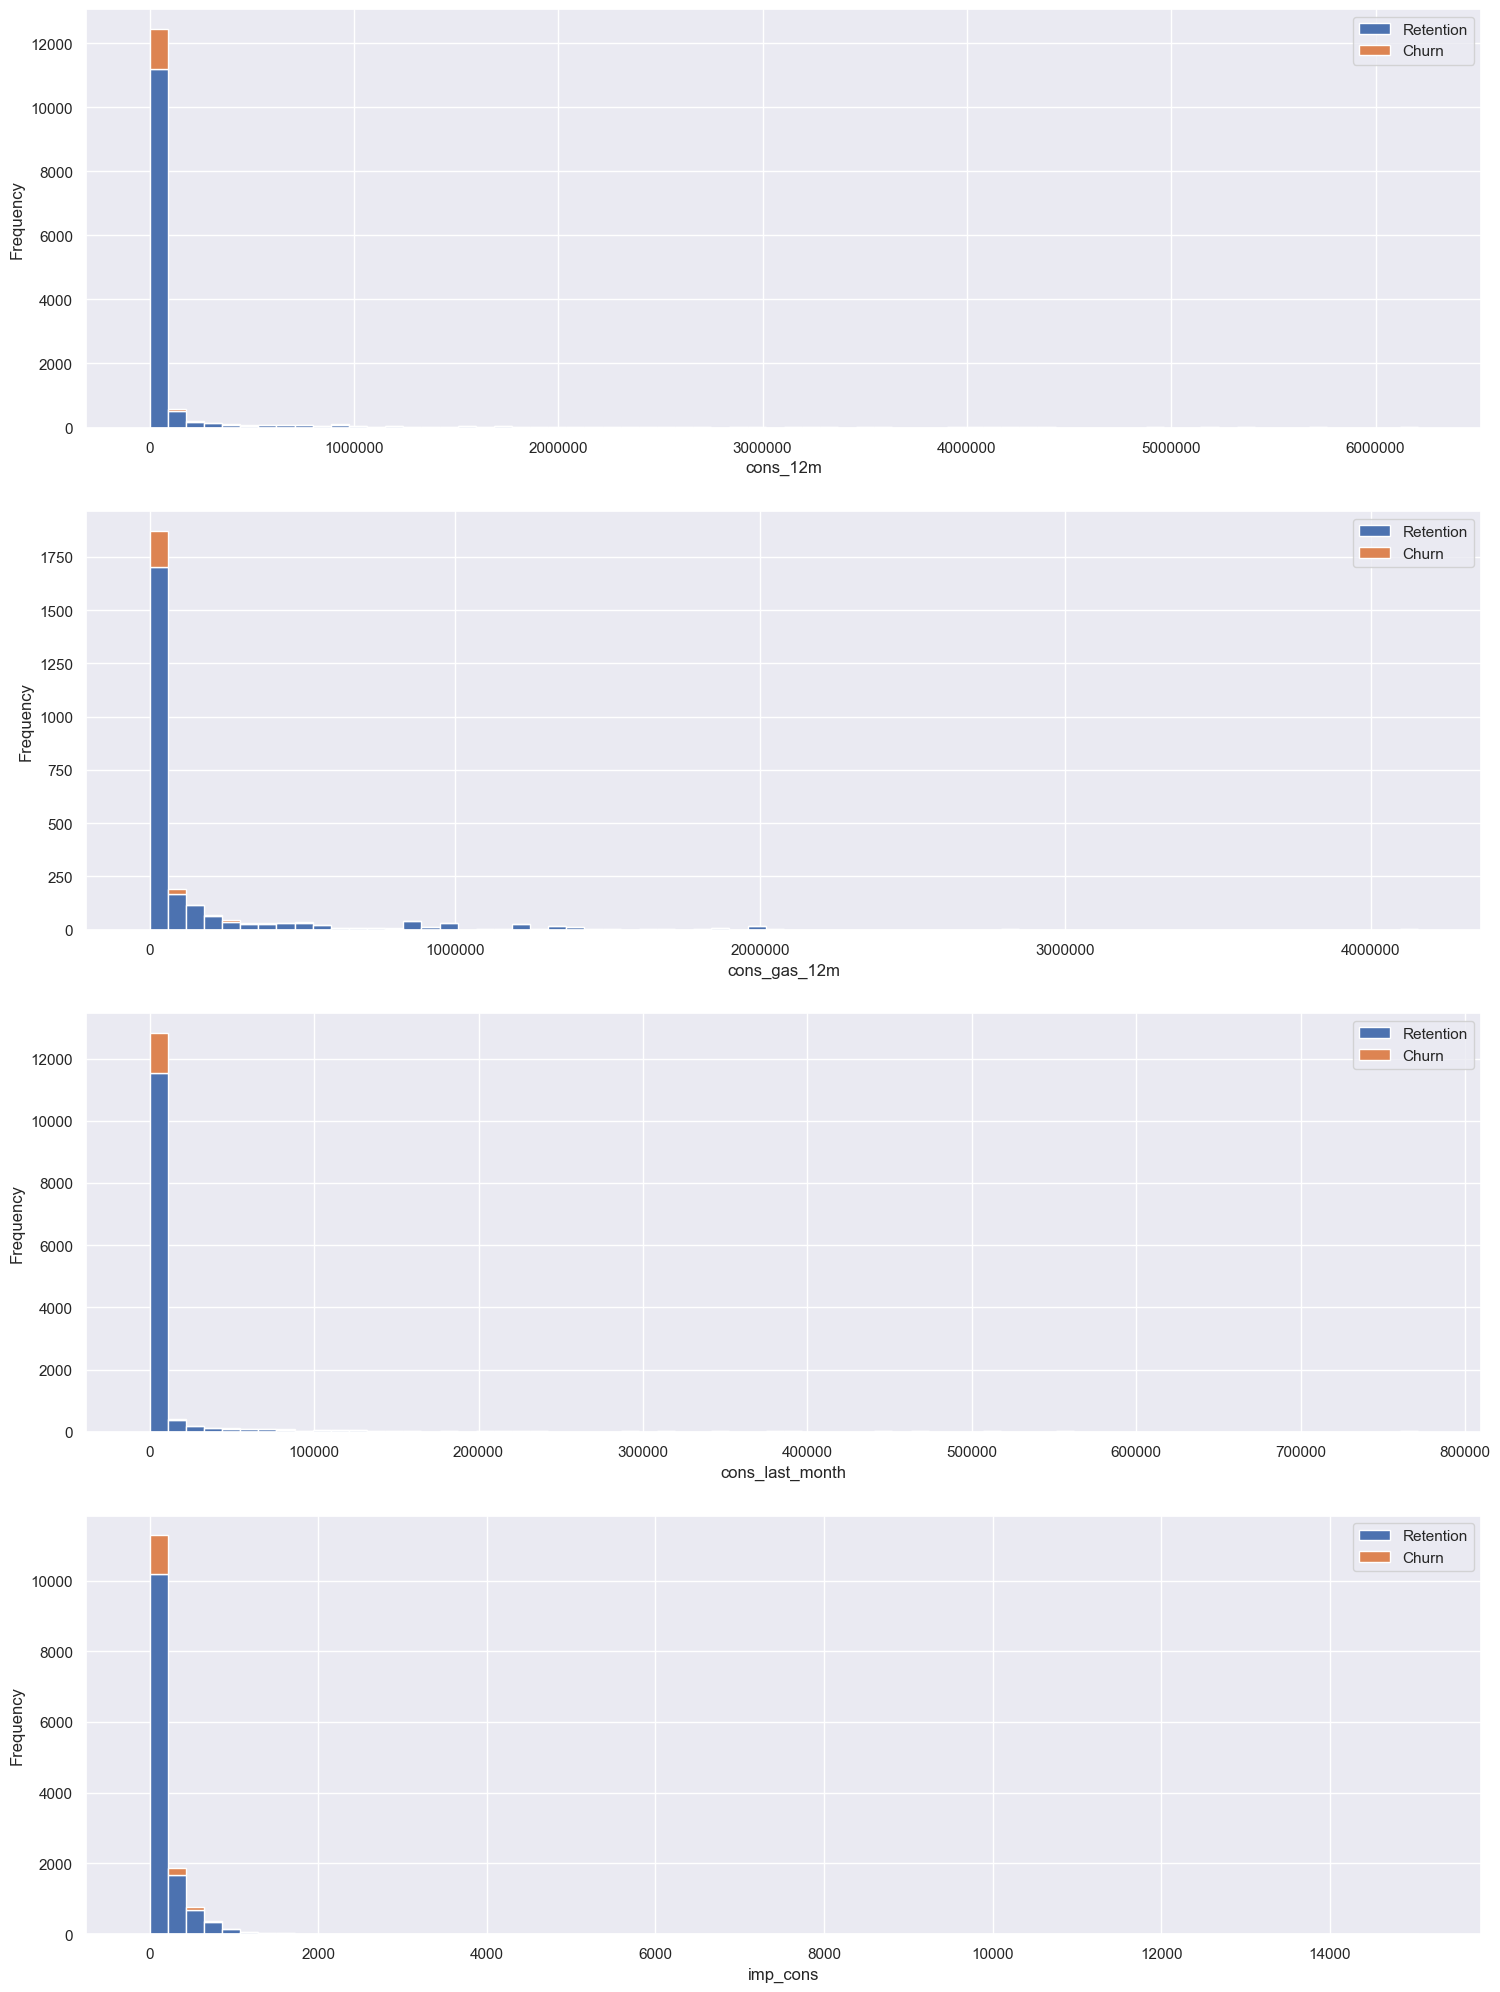 Retention
Churn
12000
10000
8000
6000
4000
2000
0
Frequency
0 1000000 2000000 3000000 4000000 5000000 6000000
cons_12m
Retention
Churn
1750
1500
1250
1000
750
500
250
0
Frequency
0 1000000 2000000 3000000 4000000
cons_gas_12m
Retention
Churn
12000
10000
8000
6000
4000
2000
0
Frequency
0 100000 200000 300000 400000 500000 600000 700000 800000
cons_last_month
Retention
Churn
10000
8000
6000
4000
2000
0
Frequency
0 2000 4000 6000 8000 10000 12000 14000
imp_cons